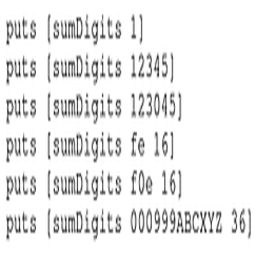 puts [sumDigits 1]
puts [sumDigits 12345]
puts [sumDigits 123045]
puts [sumDigits fe 16]
puts [sumDigits f0e 16]
puts [sumDigits 000999ABCXYZ 36]